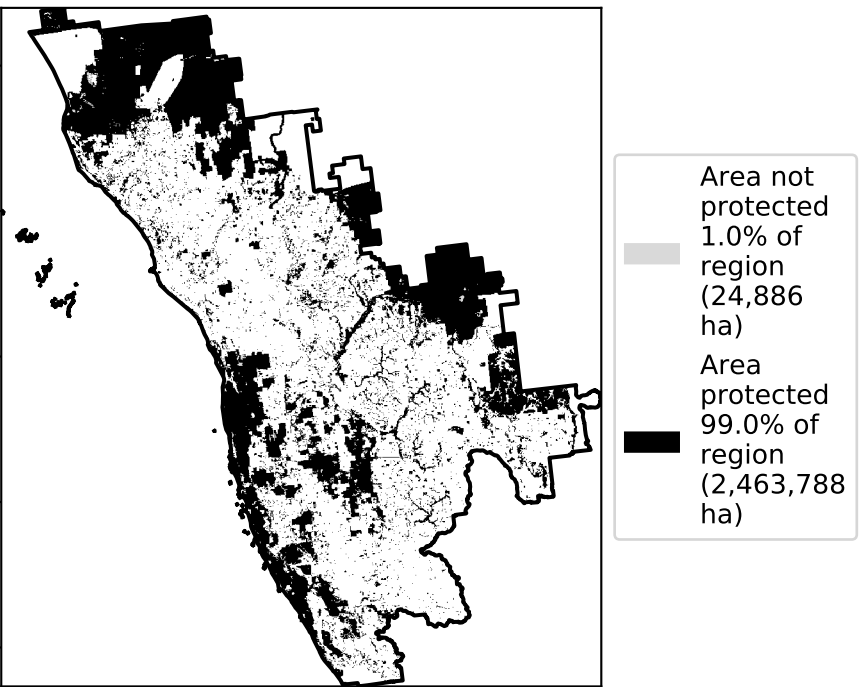 Area not
protected
1.0% of
region
(24,886
ha)
Area
protected
99.0% of
region
(2,463,788
ha)